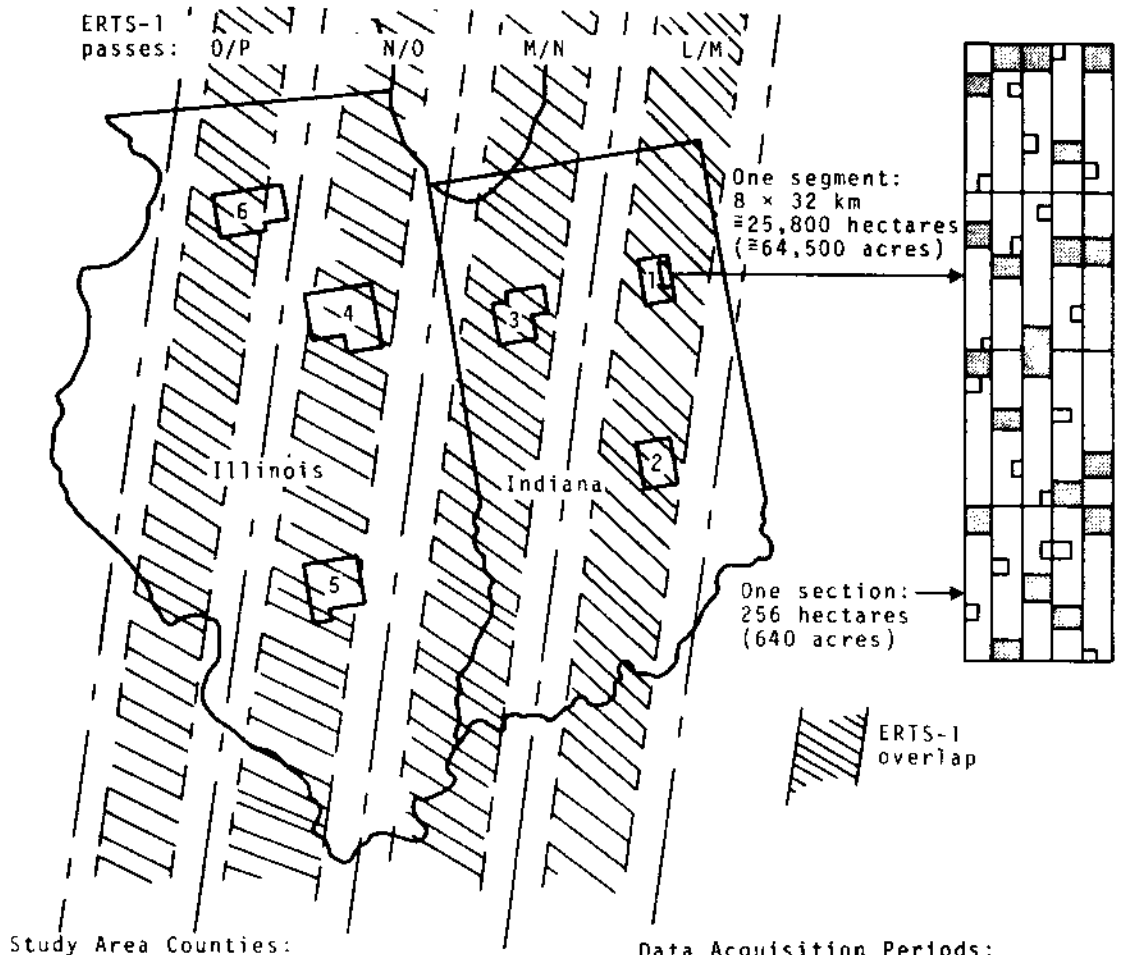 ERTS-1
passes: O/P N/O M/N L/M
One segment:
8 × 32 km
≅25,800 hectares
(≅64,500 acres)
6
1
4
3
Illinois
Indiana
2
5
One section:
256 hectares
(640 acres)
ERTS-1
overlap
Study Area Counties:
Data Acquisition Periods: